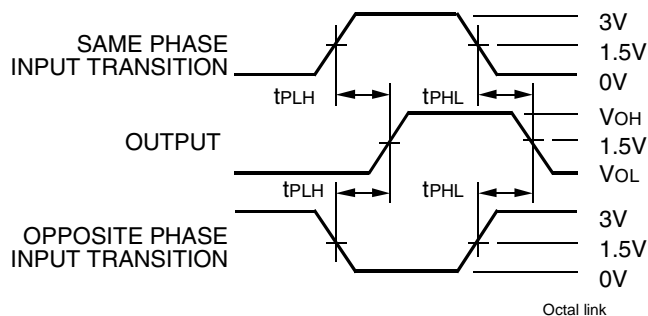 3V
SAME PHASE
INPUT TRANSITION
1.5V
0V
tPLH
tPHL
VOH
OUTPUT
1.5V
VOL
tPLH
tPHL
3V
OPPOSITE PHASE
INPUT TRANSITION
1.5V
0V
Octal link